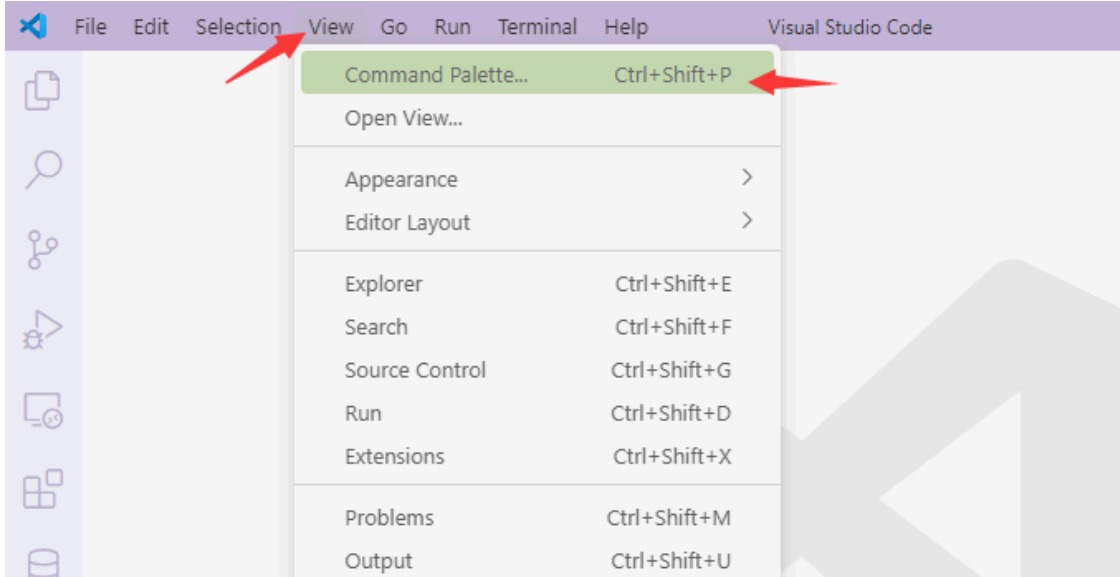 File Edit Selection View Go Run Terminal Help Visual Studio Code
Command Palette... Ctrl+Shift+P
Open View...
Appearance
Editor Layout
Explorer Ctrl+Shift+E
Search Ctrl+Shift+F
Source Control Ctrl+Shift+G
Run Ctrl+Shift+D
Extensions Ctrl+Shift+X
Problems Ctrl+Shift+M
Output Ctrl+Shift+U